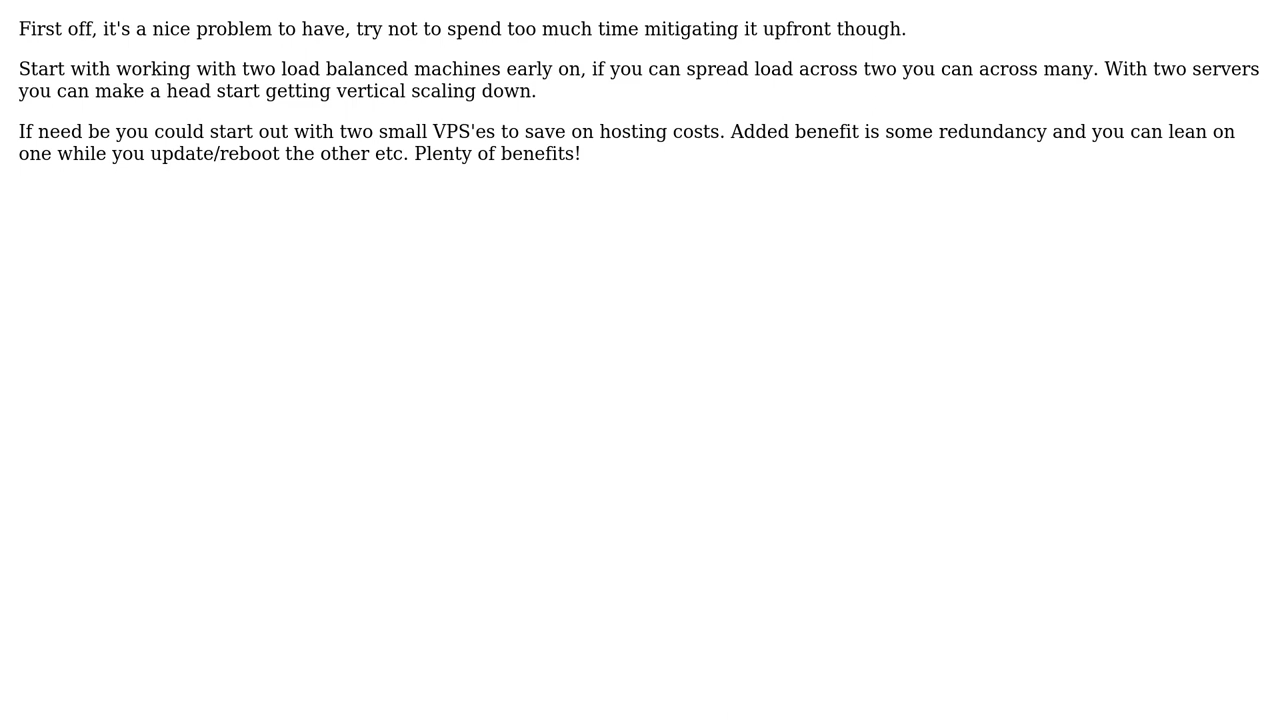 First off, it's a nice problem to have, try not to spend too much time mitigating it upfront though.
Start with working with two load balanced machines early on, if you can spread load across two you can across many. With two servers
you can make a head start getting vertical scaling down.
If need be you could start out with two small VPS'es to save on hosting costs. Added benefit is some redundancy and you can lean on
one while you update/reboot the other etc. Plenty of benefits!